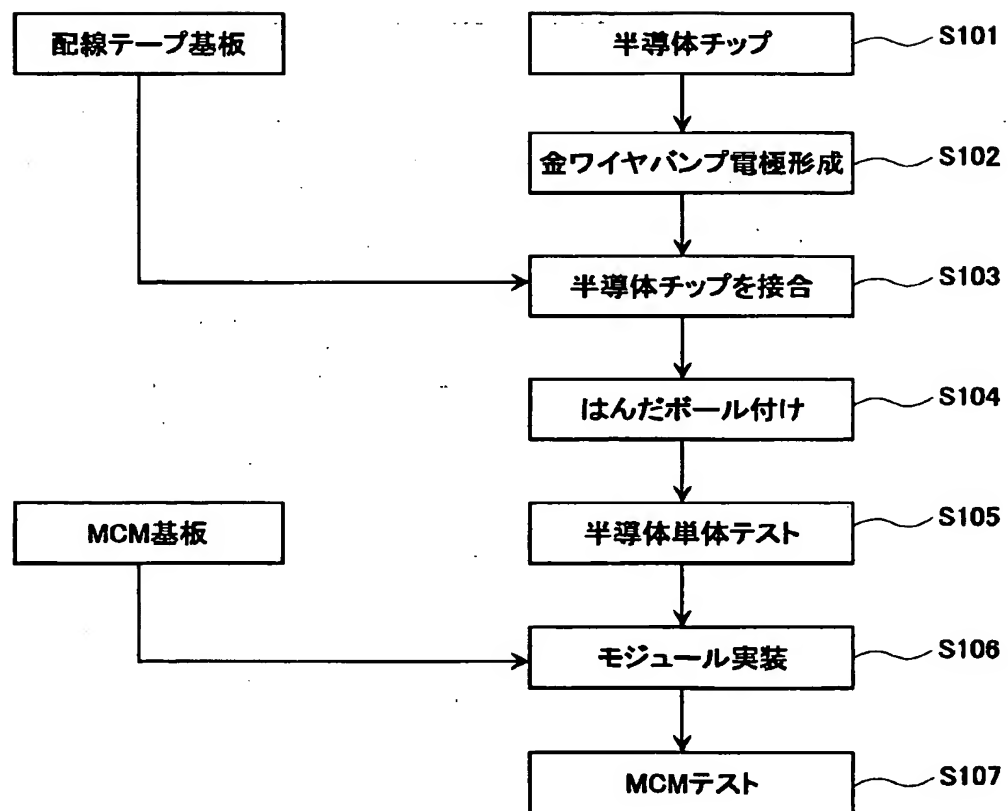 配線テープ基板
半導体チップ
S101
金ワイヤバンプ電極形成
S102
半導体チップを接合
S103
はんだボール付け
S104
MCM基板
半導体単体テスト
S105
モジュール実装
S106
MCMテスト
S107